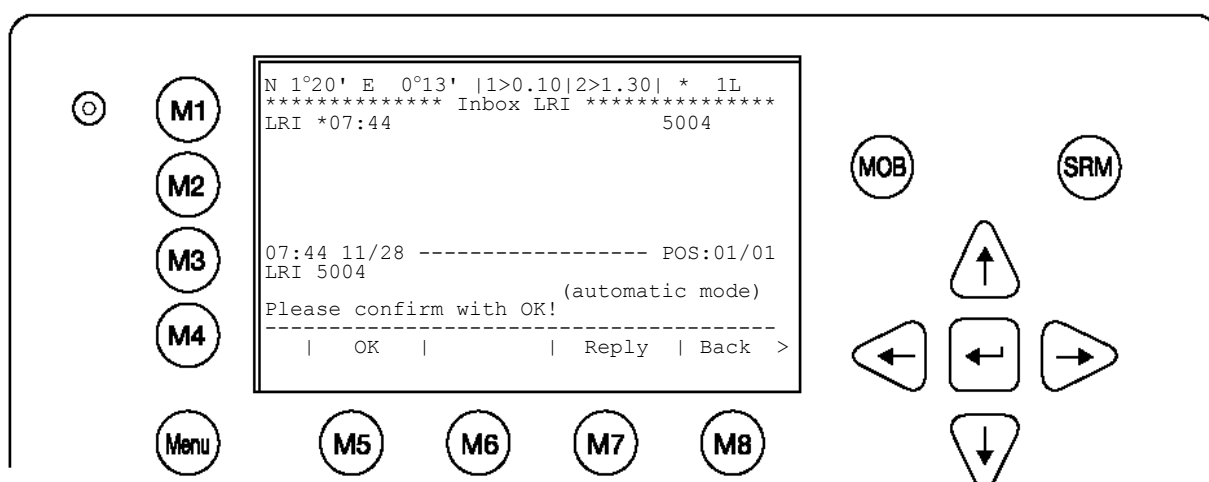 N 1°20' E 0°13' |1>0.10|2>1.30| * 1L
************** Inbox LRI ***************
LRI *07:44 5004
07:44 11/28 ------------------ POS:01/01
LRI 5004
(automatic mode)
Please confirm with OK!
----------------------------------------
| OK | | Reply | Back >
M1
M2
M3
M4
Menu
M5
M6
M7
M8
MOB
SRM